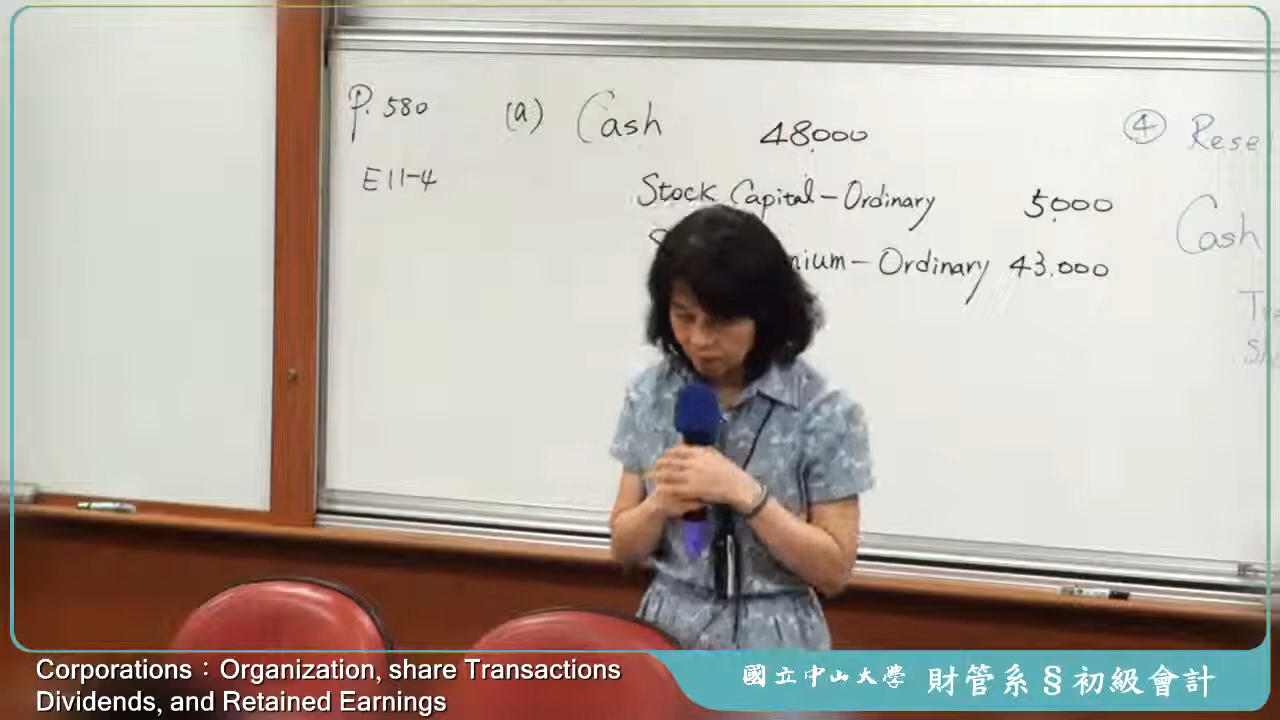 P. 580
E11-4
(a) Cash 48,000
Stock Capital - Ordinary 5,000
Ordinary 43,000
④ Rese
Cash
Corporations：Organization, share Transactions
Dividends, and Retained Earnings
國立中山大學 財管系§初級會計